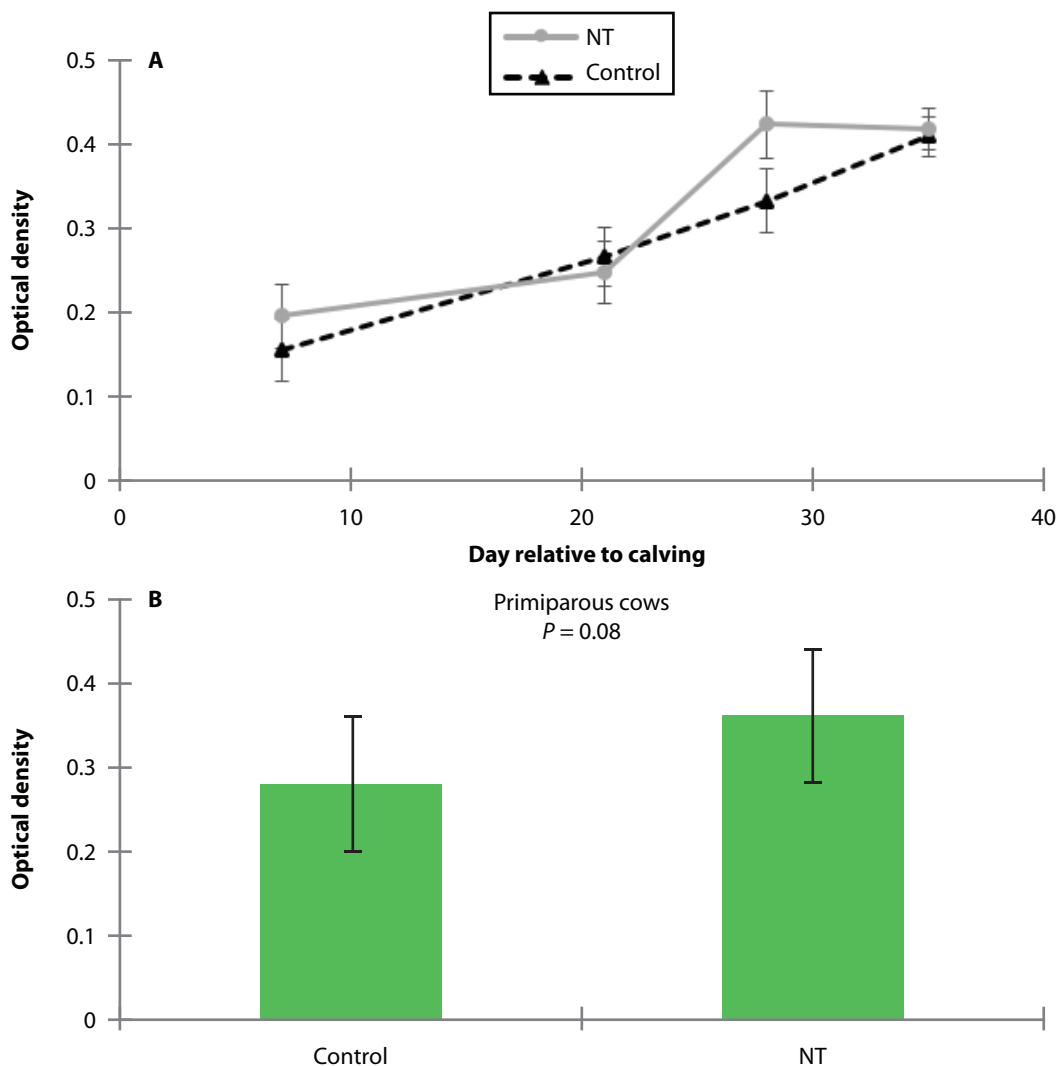 NT
Control
A
0.5
0.4
0.3
0.2
0.1
0
Optical density
0 10 20 30 40
Day relative to calving
B
Primiparous cows
P = 0.08
0.5
0.4
0.3
0.2
0.1
0
Optical density
Control NT